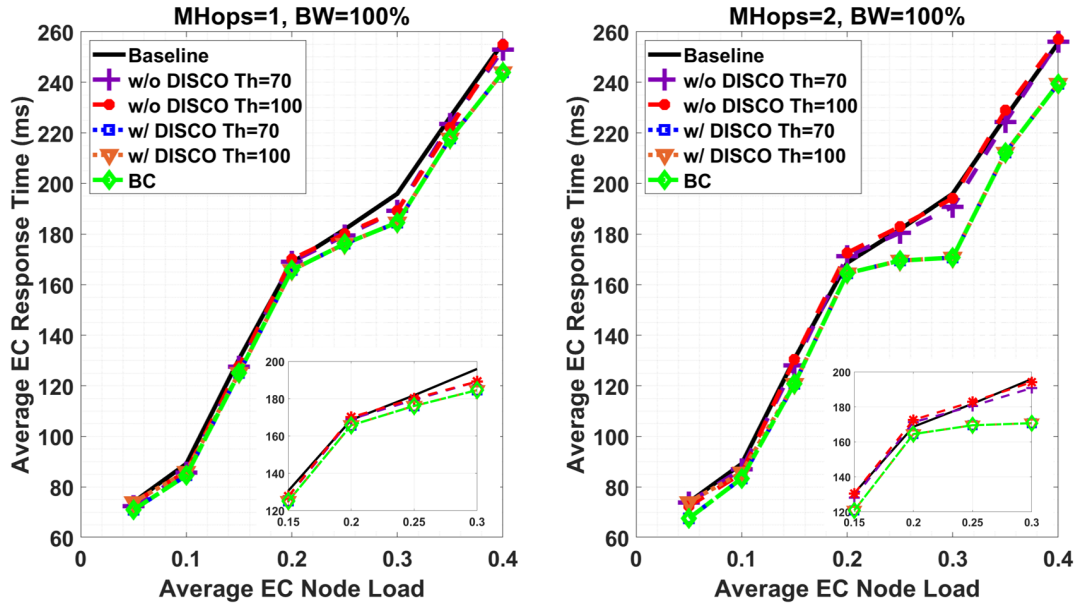 MHops=1, BW=100%
260
240
220
200
180
160
140
120
100
80
60
0
0.1
0.2
0.3
0.4
Average EC Response Time (ms)
Average EC Node Load
Baseline
w/o DISCO Th=70
w/o DISCO Th=100
w/ DISCO Th=70
w/ DISCO Th=100
BC
200
180
160
140
120
0.15
0.2
0.25
0.3
MHops=2, BW=100%
260
240
220
200
180
160
140
120
100
80
60
0
0.1
0.2
0.3
0.4
Average EC Response Time (ms)
Average EC Node Load
Baseline
w/o DISCO Th=70
w/o DISCO Th=100
w/ DISCO Th=70
w/ DISCO Th=100
BC
200
180
160
140
120
0.15
0.2
0.25
0.3